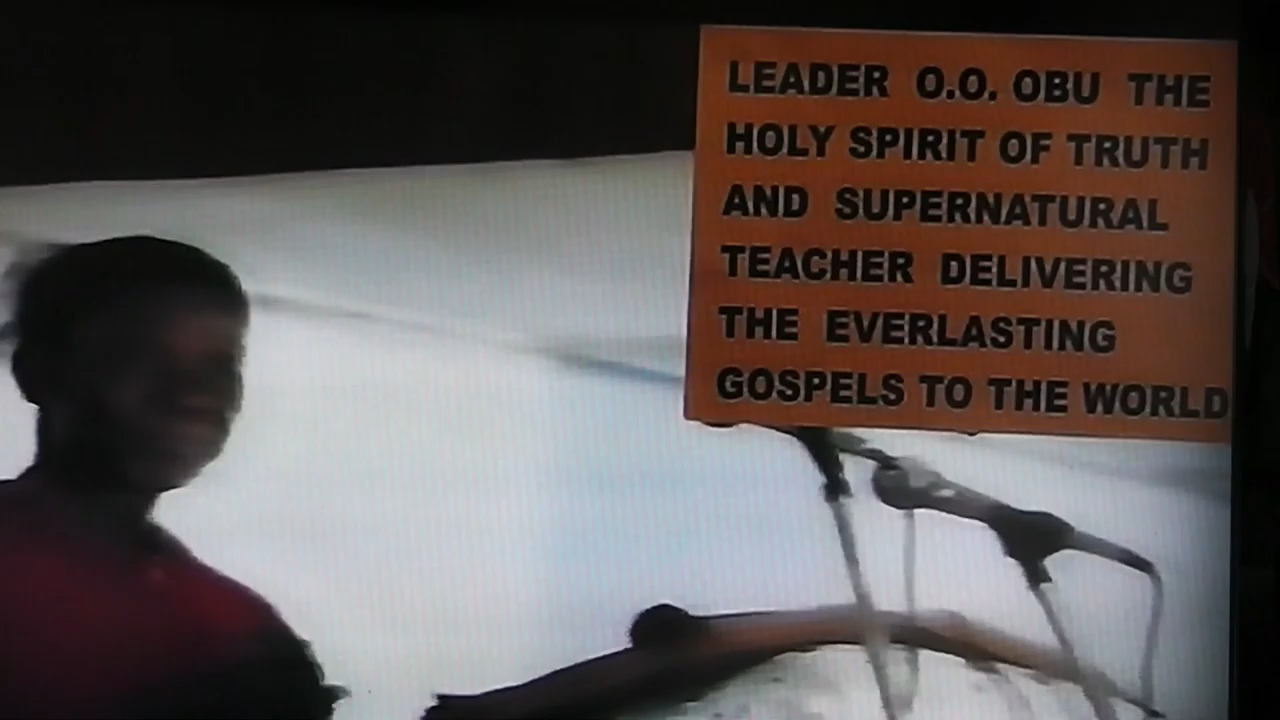 LEADER O.O. OBU THE
HOLY SPIRIT OF TRUTH
AND SUPERNATURAL
TEACHER DELIVERING
THE EVERLASTING
GOSPELS TO THE WORLD